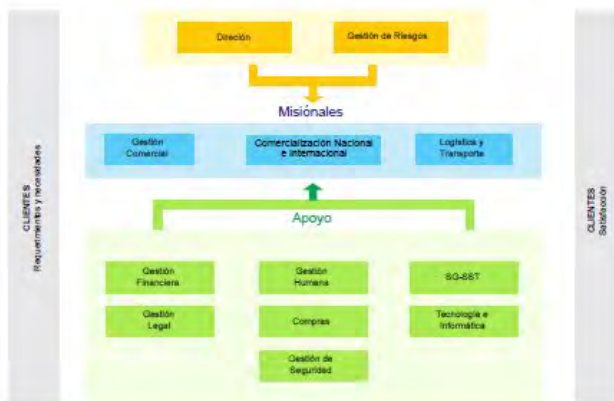 Direción
Gestión de Riesgos
Misiónales
Gestión
Comercial
Comercialización Nacional
e Internacional
Logística y
Transporte
CLIENTES
Requerimientos y necesidades
CLIENTES
Satisfacción
Apoyo
Gestión
Financiera
Gestión
Humana
SG-SST
Gestión
Legal
Compras
Tecnología e
Informática
Gestión de
Seguridad